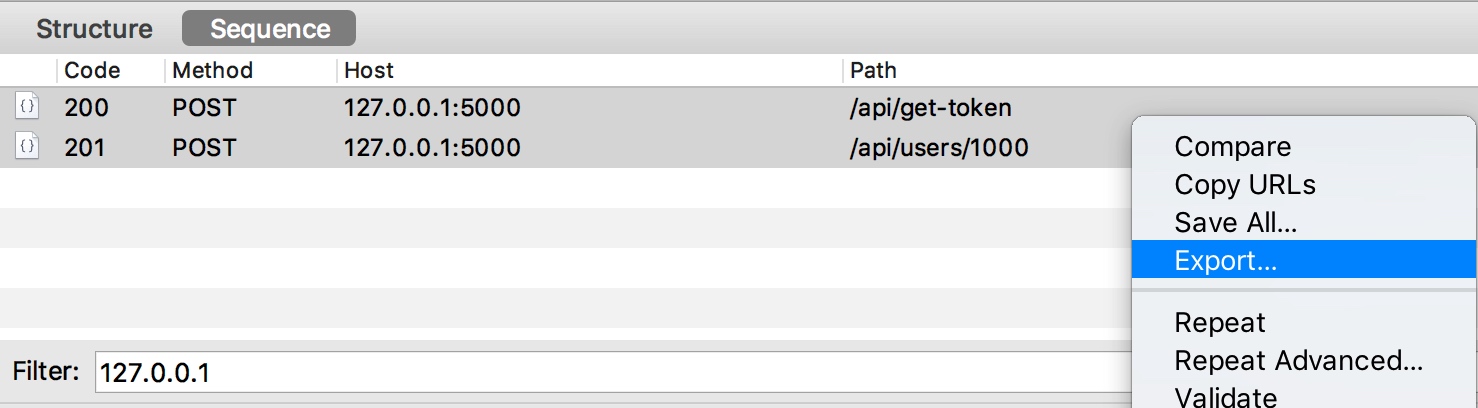 Structure Sequence
Code Method Host Path
{} 200 POST 127.0.0.1:5000 /api/get-token
{} 201 POST 127.0.0.1:5000 /api/users/1000
Compare
Copy URLs
Save All...
Export...
Repeat
Repeat Advanced...
Validate
Filter: 127.0.0.1